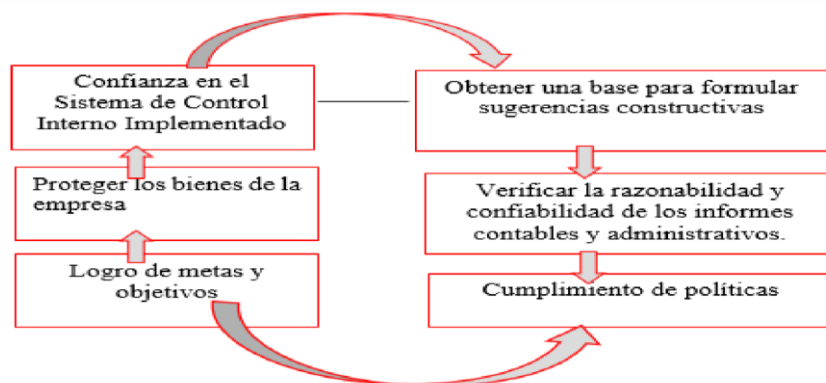 Confianza en el
Sistema de Control
Interno Implementado
Proteger los bienes de la
empresa
Logro de metas y
objetivos
Obtener una base para formular
sugerencias constructivas
Verificar la razonabilidad y
confiabilidad de los informes
contables y administrativos.
Cumplimiento de políticas